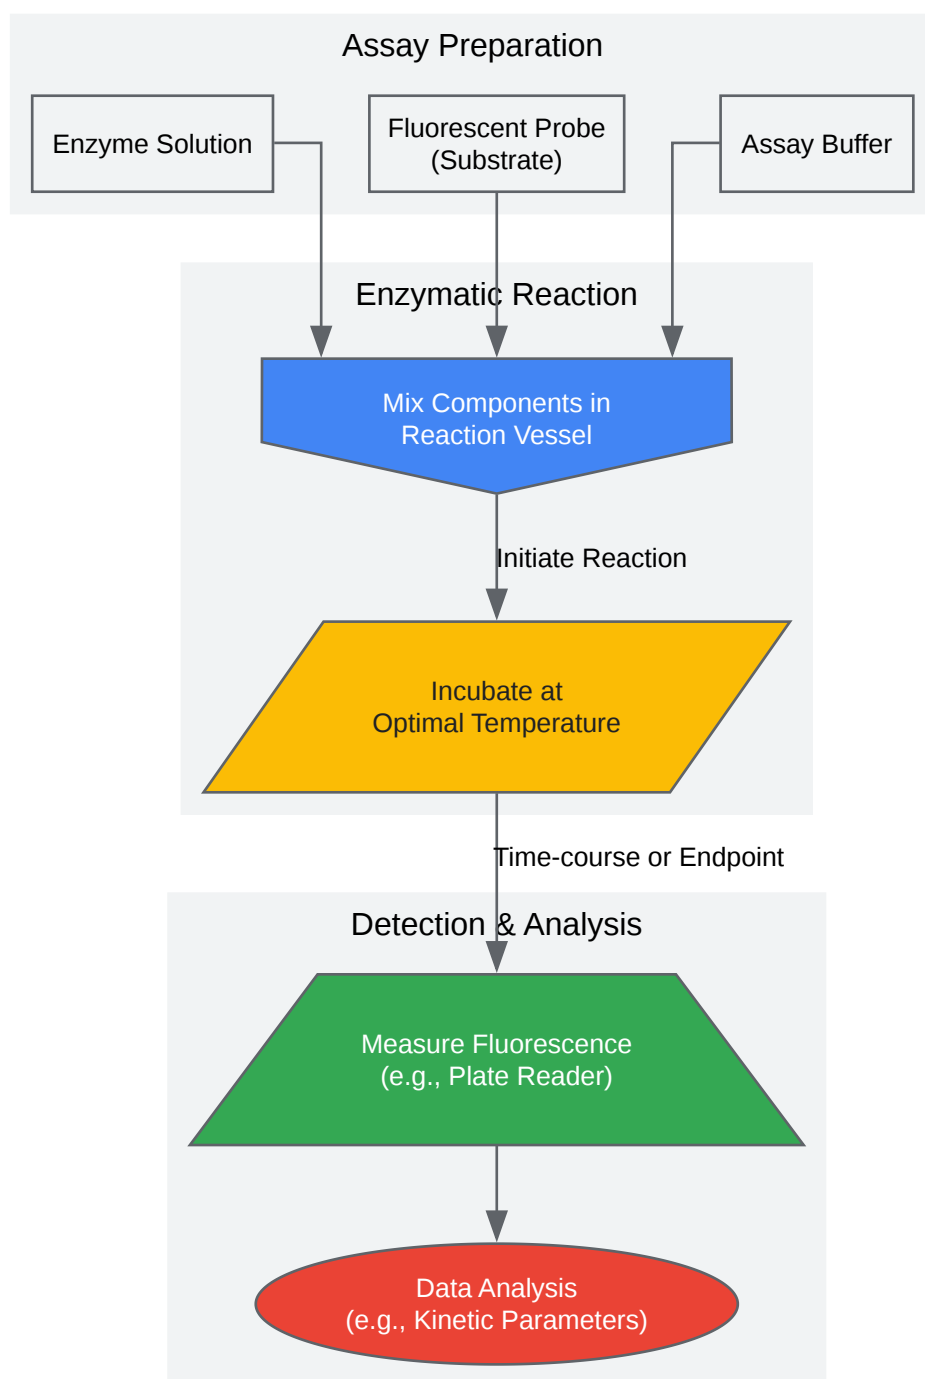 Assay Preparation
Enzyme Solution
Fluorescent Probe
(Substrate)
Assay Buffer
Enzymatic Reaction
Mix Components in
Reaction Vessel
Initiate Reaction
Incubate at
Optimal Temperature
Time-course or Endpoint
Detection & Analysis
Measure Fluorescence
(e.g., Plate Reader)
Data Analysis
(e.g., Kinetic Parameters)